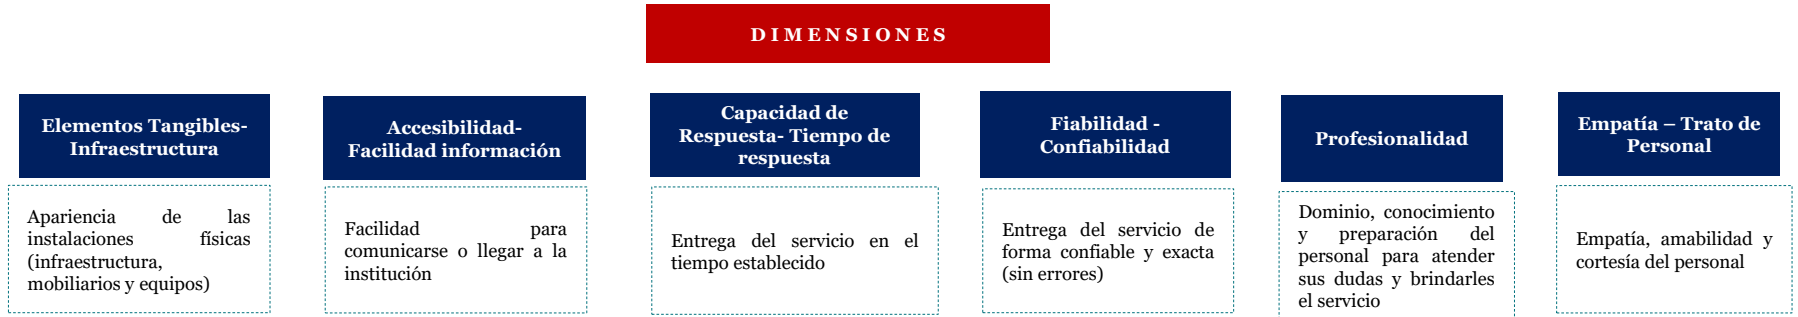 DIMENSIONES
Elementos Tangibles-
Infraestructura
Apariencia de las
instalaciones físicas
(infraestructura,
mobiliarios y equipos)
Accesibilidad-
Facilidad información
Facilidad para
comunicarse o llegar a la
institución
Capacidad de
Respuesta- Tiempo de
respuesta
Entrega del servicio en el
tiempo establecido
Fiabilidad -
Confiabilidad
Entrega del servicio de
forma confiable y exacta
(sin errores)
Profesionalidad
Dominio, conocimiento
y preparación del
personal para atender
sus dudas y brindarles
el servicio
Empatía – Trato de
Personal
Empatía, amabilidad y
cortesía del personal